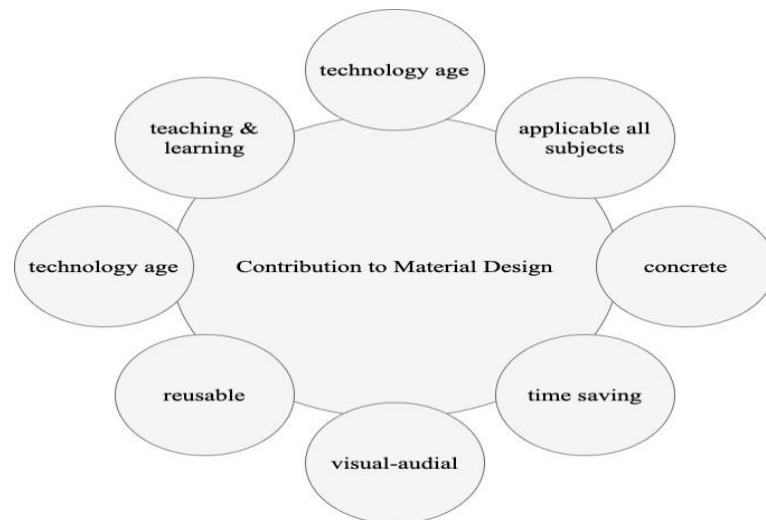 technology age
teaching &
learning
applicable all
subjects
technology age
Contribution to Material Design
concrete
reusable
time saving
visual-audial